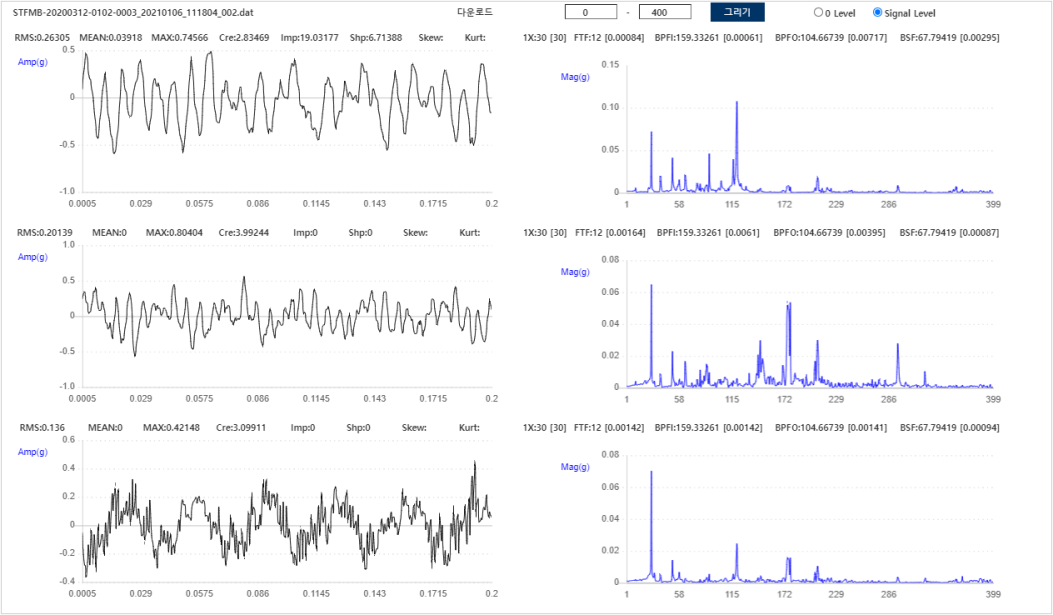 STFMB-20200312-0102-0003_20210106_111804_002.dat 다운로드 0 - 400 그리기 0 Level Signal Level
RMS:0.26305 MEAN:0.03918 MAX:0.74566 Cre:2.83469 Imp:19.03177 Shp:6.71388 Skew: Kurt:
1X:30 [30] FTF:12 [0.00084] BPFI:159.33261 [0.00061] BPFO:104.66739 [0.00717] BSF:67.79419 [0.00295]
Amp(g)
0.5
0
-0.5
-1.0
0.0005 0.029 0.0575 0.086 0.1145 0.143 0.1715 0.2
Mag(g)
0.15
0.10
0.05
0
1 58 115 172 229 286 399
RMS:0.20139 MEAN:0 MAX:0.80404 Cre:3.99244 Imp:0 Shp:0 Skew: Kurt:
1X:30 [30] FTF:12 [0.00164] BPFI:159.33261 [0.0061] BPFO:104.66739 [0.00395] BSF:67.79419 [0.00087]
Amp(g)
1.0
0.5
0
-0.5
-1.0
0.0005 0.029 0.0575 0.086 0.1145 0.143 0.1715 0.2
Mag(g)
0.08
0.06
0.04
0.02
0
1 58 115 172 229 286 399
RMS:0.136 MEAN:0 MAX:0.42148 Cre:3.09911 Imp:0 Shp:0 Skew: Kurt:
1X:30 [30] FTF:12 [0.00142] BPFI:159.33261 [0.00142] BPFO:104.66739 [0.00141] BSF:67.79419 [0.00094]
Amp(g)
0.6
0.4
0.2
0
-0.2
-0.4
0.0005 0.029 0.0575 0.086 0.1145 0.143 0.1715 0.2
Mag(g)
0.08
0.06
0.04
0.02
0
1 58 115 172 229 286 399